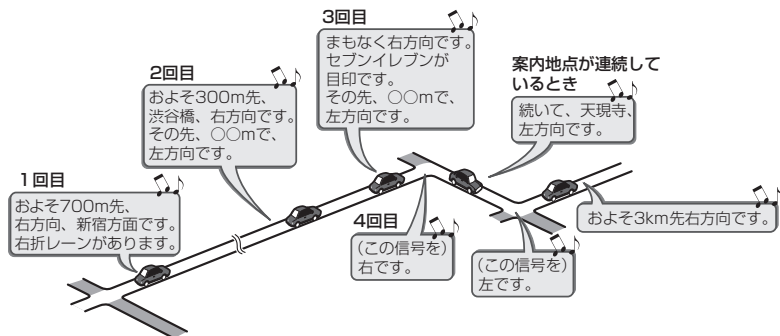 3回目
まもなく右方向です。
セブンイレブンが
目印です。
その先、○○mで、
左方向です。
案内地点が連続して
いるとき
続いて、天現寺、
左方向です。
2回目
およそ300m先、
渋谷橋、右方向です。
その先、○○mで、
左方向です。
1回目
およそ700m先、
右方向、新宿方面です。
右折レーンがあります。
4回目
(この信号を)
右です。
(この信号を)
左です。
およそ3km先右方向です。